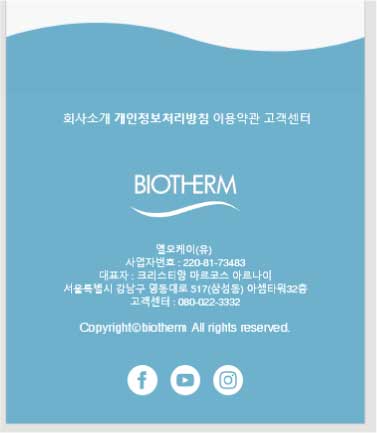 회사소개 개인정보처리방침 이용약관 고객센터
BIOTHERM
엘오케이(유)
사업자번호 : 220-81-73483
대표자 : 크리스티앙 마르코스 아르나이
서울특별시 강남구 영동대로 517(삼성동) 아셈타워32층
고객센터 : 080-022-3332
Copyright©biotherm All rights reserved.